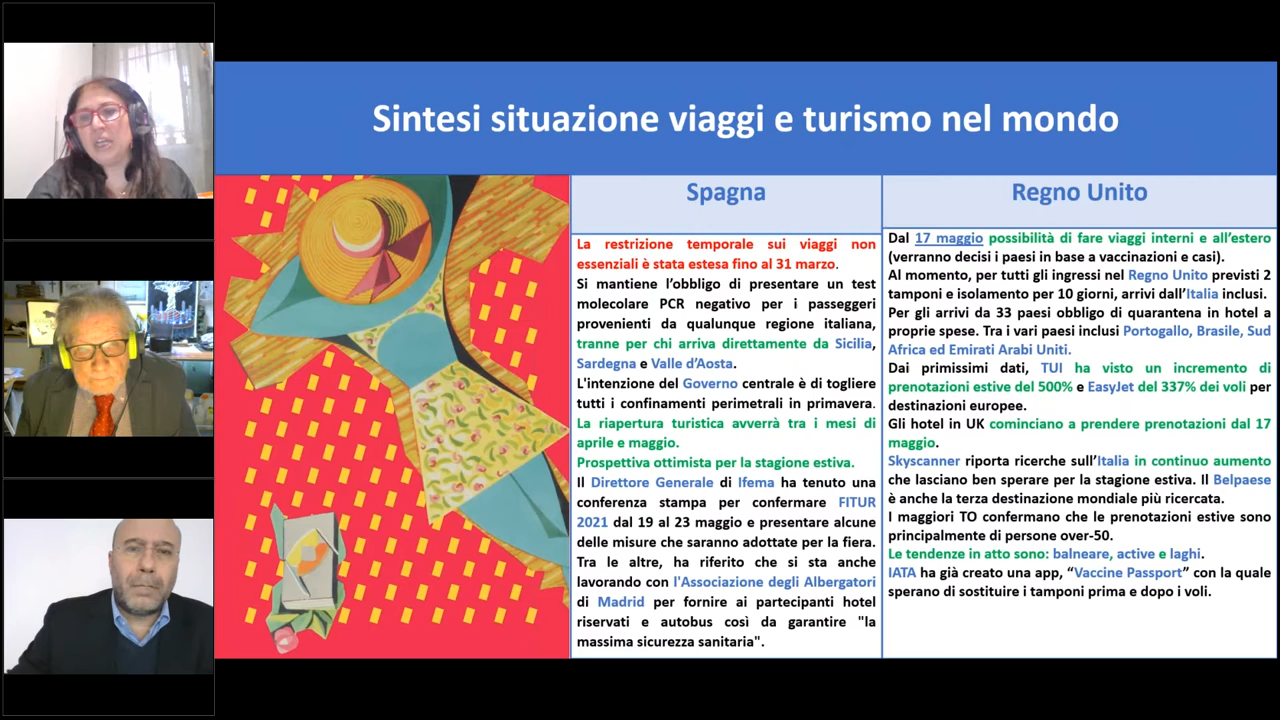 Sintesi situazione viaggi e turismo nel mondo
Spagna
La restrizione temporale sui viaggi non
essenziali è stata estesa fino al 31 marzo.
Si mantiene l’obbligo di presentare un test
molecolare PCR negativo per i passeggeri
provenienti da qualunque regione italiana,
tranne per chi arriva direttamente da Sicilia,
Sardegna e Valle d’Aosta.
L'intenzione del Governo centrale è di togliere
tutti i confinamenti perimetrali in primavera.
La riapertura turistica avverrà tra i mesi di
aprile e maggio.
Prospettiva ottimista per la stagione estiva.
Il Direttore Generale di Ifema ha tenuto una
conferenza stampa per confermare FITUR
2021 dal 19 al 23 maggio e presentare alcune
delle misure che saranno adottate per la fiera.
Tra le altre, ha riferito che si sta anche
lavorando con l'Associazione degli Albergatori
di Madrid per fornire ai partecipanti hotel
riservati e autobus così da garantire "la
massima sicurezza sanitaria".
Regno Unito
Dal 17 maggio possibilità di fare viaggi interni e all’estero
(verranno decisi i paesi in base a vaccinazioni e casi).
Al momento, per tutti gli ingressi nel Regno Unito previsti 2
tamponi e isolamento per 10 giorni, arrivi dall’Italia inclusi.
Per gli arrivi da 33 paesi obbligo di quarantena in hotel a
proprie spese. Tra i vari paesi inclusi Portogallo, Brasile, Sud
Africa ed Emirati Arabi Uniti.
Dai primissimi dati, TUI ha visto un incremento di
prenotazioni estive del 500% e EasyJet del 337% dei voli per
destinazioni europee.
Gli hotel in UK cominciano a prendere prenotazioni dal 17
maggio.
Skyscanner riporta ricerche sull’Italia in continuo aumento
che lasciano ben sperare per la stagione estiva. Il Belpaese
è anche la terza destinazione mondiale più ricercata.
I maggiori TO confermano che le prenotazioni estive sono
principalmente di persone over-50.
Le tendenze in atto sono: balneare, active e laghi.
IATA ha già creato una app, “Vaccine Passport” con la quale
sperano di sostituire i tamponi prima e dopo i voli.